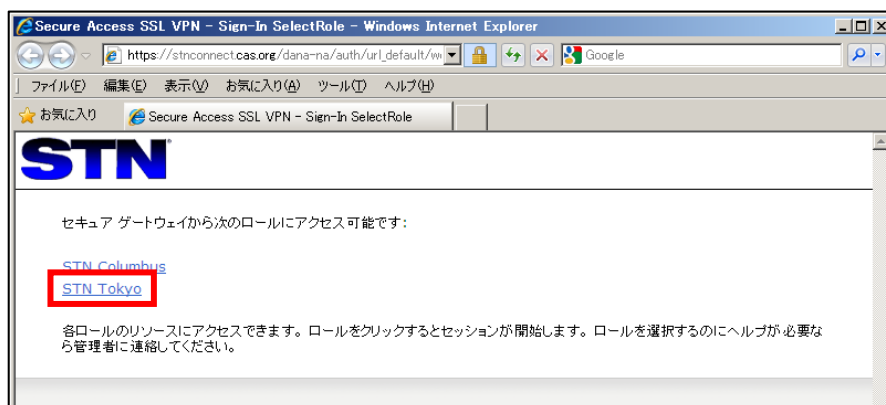 Secure Access SSL VPN - Sign-In SelectRole - Windows Internet Explorer
https://stnconnect.cas.org/dana-na/auth/url_default/w
Google
ファイル(F) 編集(E) 表示(V) お気に入り(A) ツール(T) ヘルプ(H)
お気に入り Secure Access SSL VPN - Sign-In SelectRole
STN
セキュア ゲートウェイから次のロールにアクセス可能です:
STN Columbus
STN Tokyo
各ロールのリソースにアクセスできます。ロールをクリックするとセッションが開始します。ロールを選択するのにヘルプが必要な
ら管理者に連絡してください。